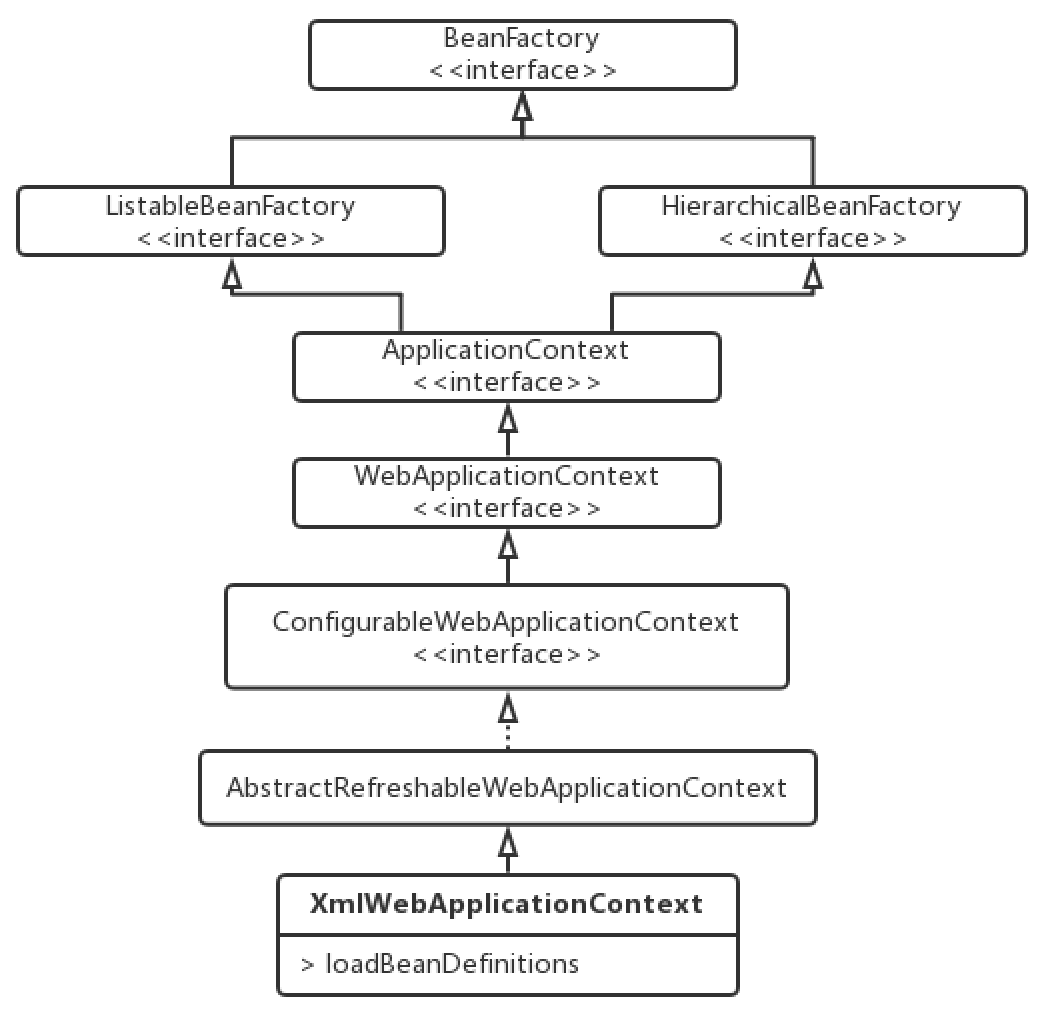 BeanFactory
<<interface>>
ListableBeanFactory
<<interface>>
HierarchicalBeanFactory
<<interface>>
ApplicationContext
<<interface>>
WebApplicationContext
<<interface>>
ConfigurableWebApplicationContext
<<interface>>
AbstractRefreshableWebApplicationContext
XmlWebApplicationContext
> loadBeanDefinitions